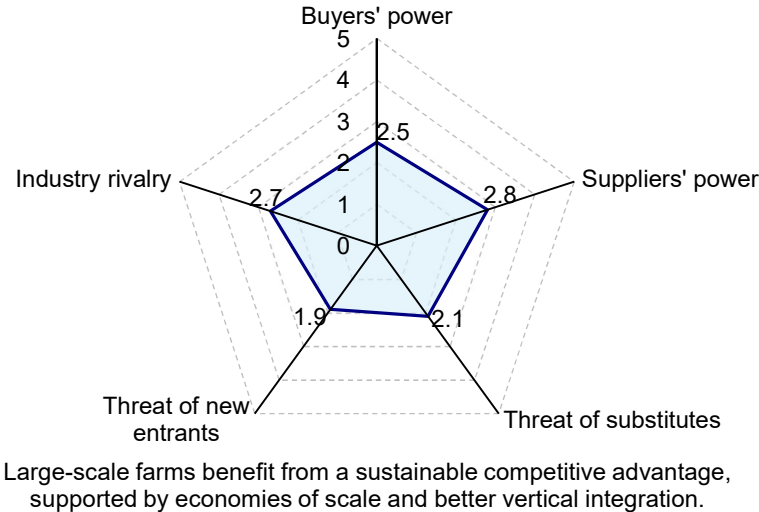 Buyers' power
5
4
3
2.5
2
Industry rivalry
Suppliers' power
2.7
2.8
1
0
1.9
2.1
Threat of new
entrants
Threat of substitutes
Large-scale farms benefit from a sustainable competitive advantage,
supported by economies of scale and better vertical integration.